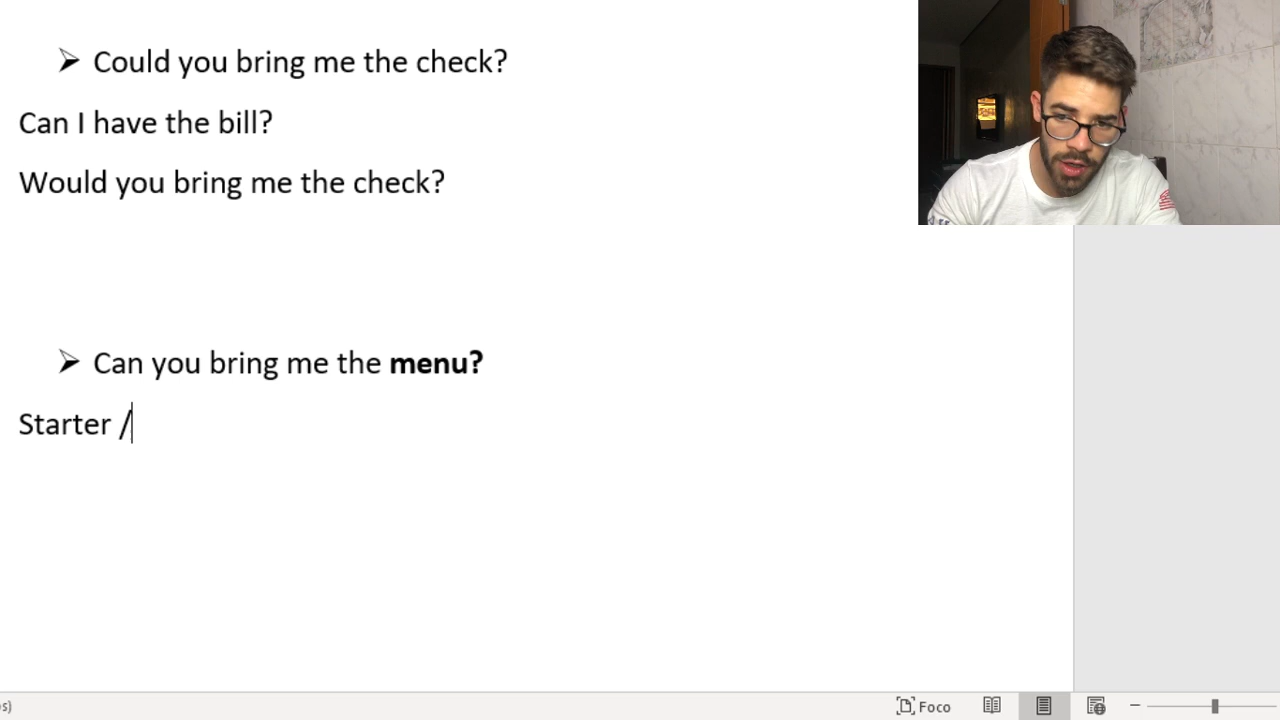 ➢ Could you bring me the check?
Can I have the bill?
Would you bring me the check?
➢ Can you bring me the menu?
Starter /
s)
Foco